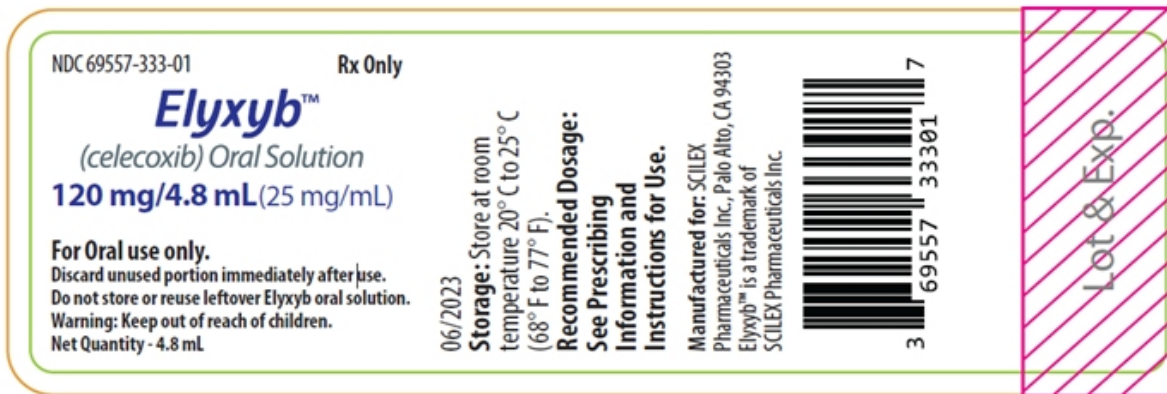 NDC 69557-333-01 Rx Only
Elyxyb™
(celecoxib) Oral Solution
120 mg/4.8 mL (25 mg/mL)
For Oral use only.
Discard unused portion immediately after use.
Do not store or reuse leftover Elyxyb oral solution.
Warning: Keep out of reach of children.
Net Quantity - 4.8 mL
06/2023
Storage: Store at room
temperature 20° C to 25° C
(68° F to 77° F).
Recommended Dosage:
See Prescribing
Information and
Instructions for Use.
Manufactured for: SCILEX
Pharmaceuticals Inc, Palo Alto, CA 94303
Elyxyb™ is a trademark of
SCILEX Pharmaceuticals Inc.
3 69557 33301 7
Lot & Exp.